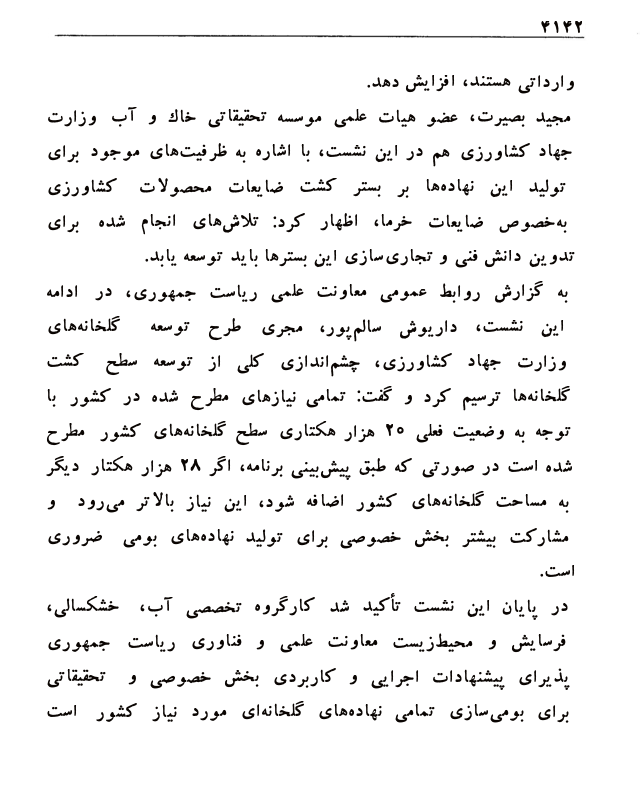 ۴۱۴۲
وارداتی هستند، افزایش دهد.
مجید بصیرت، عضو هیات علمی موسسه تحقیقاتی خاك و آب وزارت
جهاد کشاورزی هم در این نشست، با اشاره به ظرفیت‌های موجود برای
تولید این نهاده‌ها بر بستر کشت ضایعات محصولات کشاورزی
به‌خصوص ضایعات خرما، اظهار کرد: تلاش‌های انجام شده برای
تدوین دانش فنی و تجاری‌سازی این بسترها باید توسعه یابد.
به گزارش روابط عمومی معاونت علمی ریاست جمهوری، در ادامه
این نشست، داریوش سالم‌پور، مجری طرح توسعه گلخانه‌های
وزارت جهاد کشاورزی، چشم‌اندازی کلی از توسعه سطح کشت
گلخانه‌ها ترسیم کرد و گفت: تمامی نیازهای مطرح شده در کشور با
توجه به وضعیت فعلی ۲۵ هزار هکتاری سطح گلخانه‌های کشور مطرح
شده است در صورتی که طبق پیش‌بینی برنامه، اگر ۲۸ هزار هکتار دیگر
به مساحت گلخانه‌های کشور اضافه شود، این نیاز بالاتر می‌رود و
مشارکت بیشتر بخش خصوصی برای تولید نهاده‌های بومی ضروری
است.
در پایان این نشست تأکید شد کارگروه تخصصی آب، خشکسالی،
فرسایش و محیط‌زیست معاونت علمی و فناوری ریاست جمهوری
پذیرای پیشنهادات اجرایی و کاربردی بخش خصوصی و تحقیقاتی
برای بومی‌سازی تمامی نهاده‌های گلخانه‌ای مورد نیاز کشور است